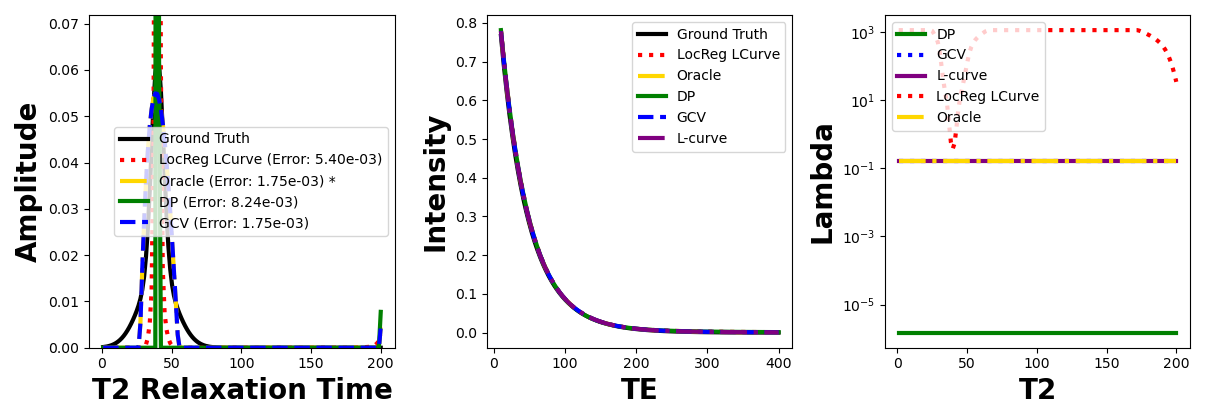 0.07
0.06
0.05
0.04
0.03
0.02
0.01
0.00
Amplitude
Ground Truth
LocReg LCurve (Error: 5.40e-03)
Oracle (Error: 1.75e-03) *
DP (Error: 8.24e-03)
GCV (Error: 1.75e-03)
0 50 100 150 200
T2 Relaxation Time
0.8
0.7
0.6
0.5
0.4
0.3
0.2
0.1
0.0
Intensity
Ground Truth
LocReg LCurve
Oracle
DP
GCV
L-curve
0 100 200 300 400
TE
10³
10¹
10⁻¹
10⁻³
10⁻⁵
Lambda
DP
GCV
L-curve
LocReg LCurve
Oracle
0 50 100 150 200
T2